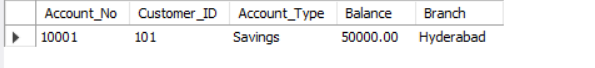 Account_No Customer_ID Account_Type Balance Branch
10001 101 Savings 50000.00 Hyderabad